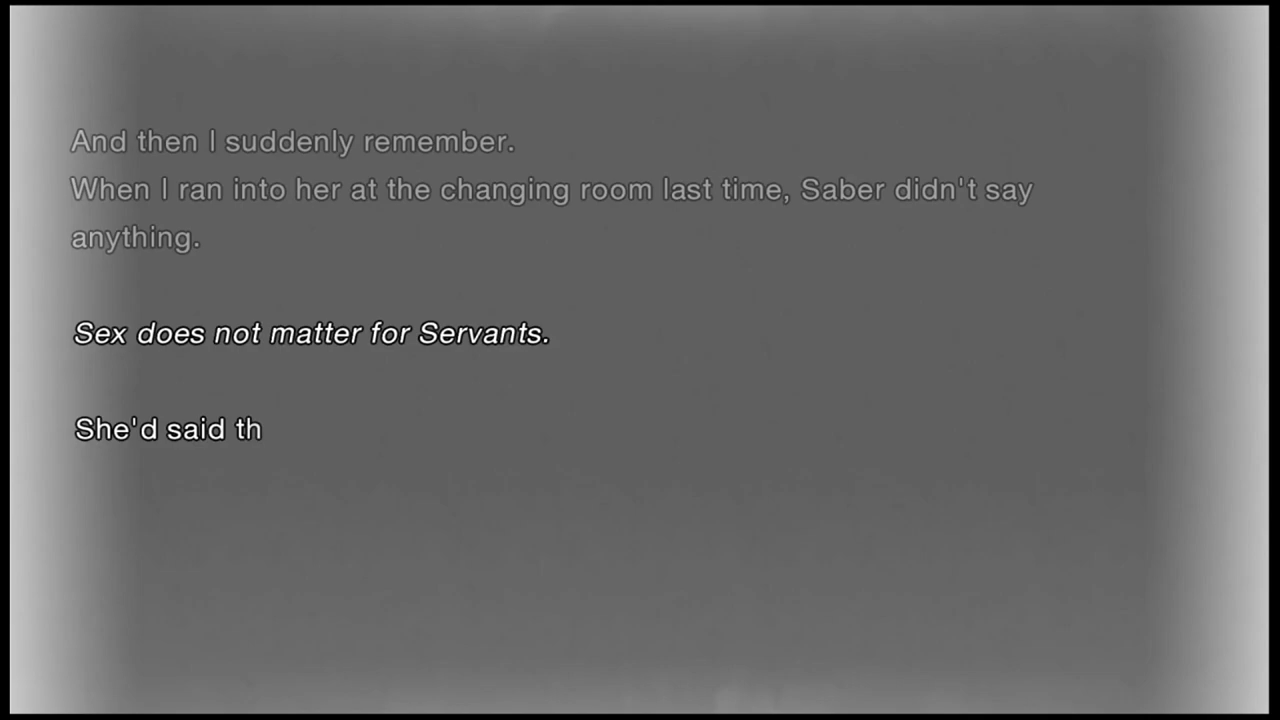 And then I suddenly remember.
When I ran into her at the changing room last time, Saber didn't say
anything.
Sex does not matter for Servants.
She'd said th